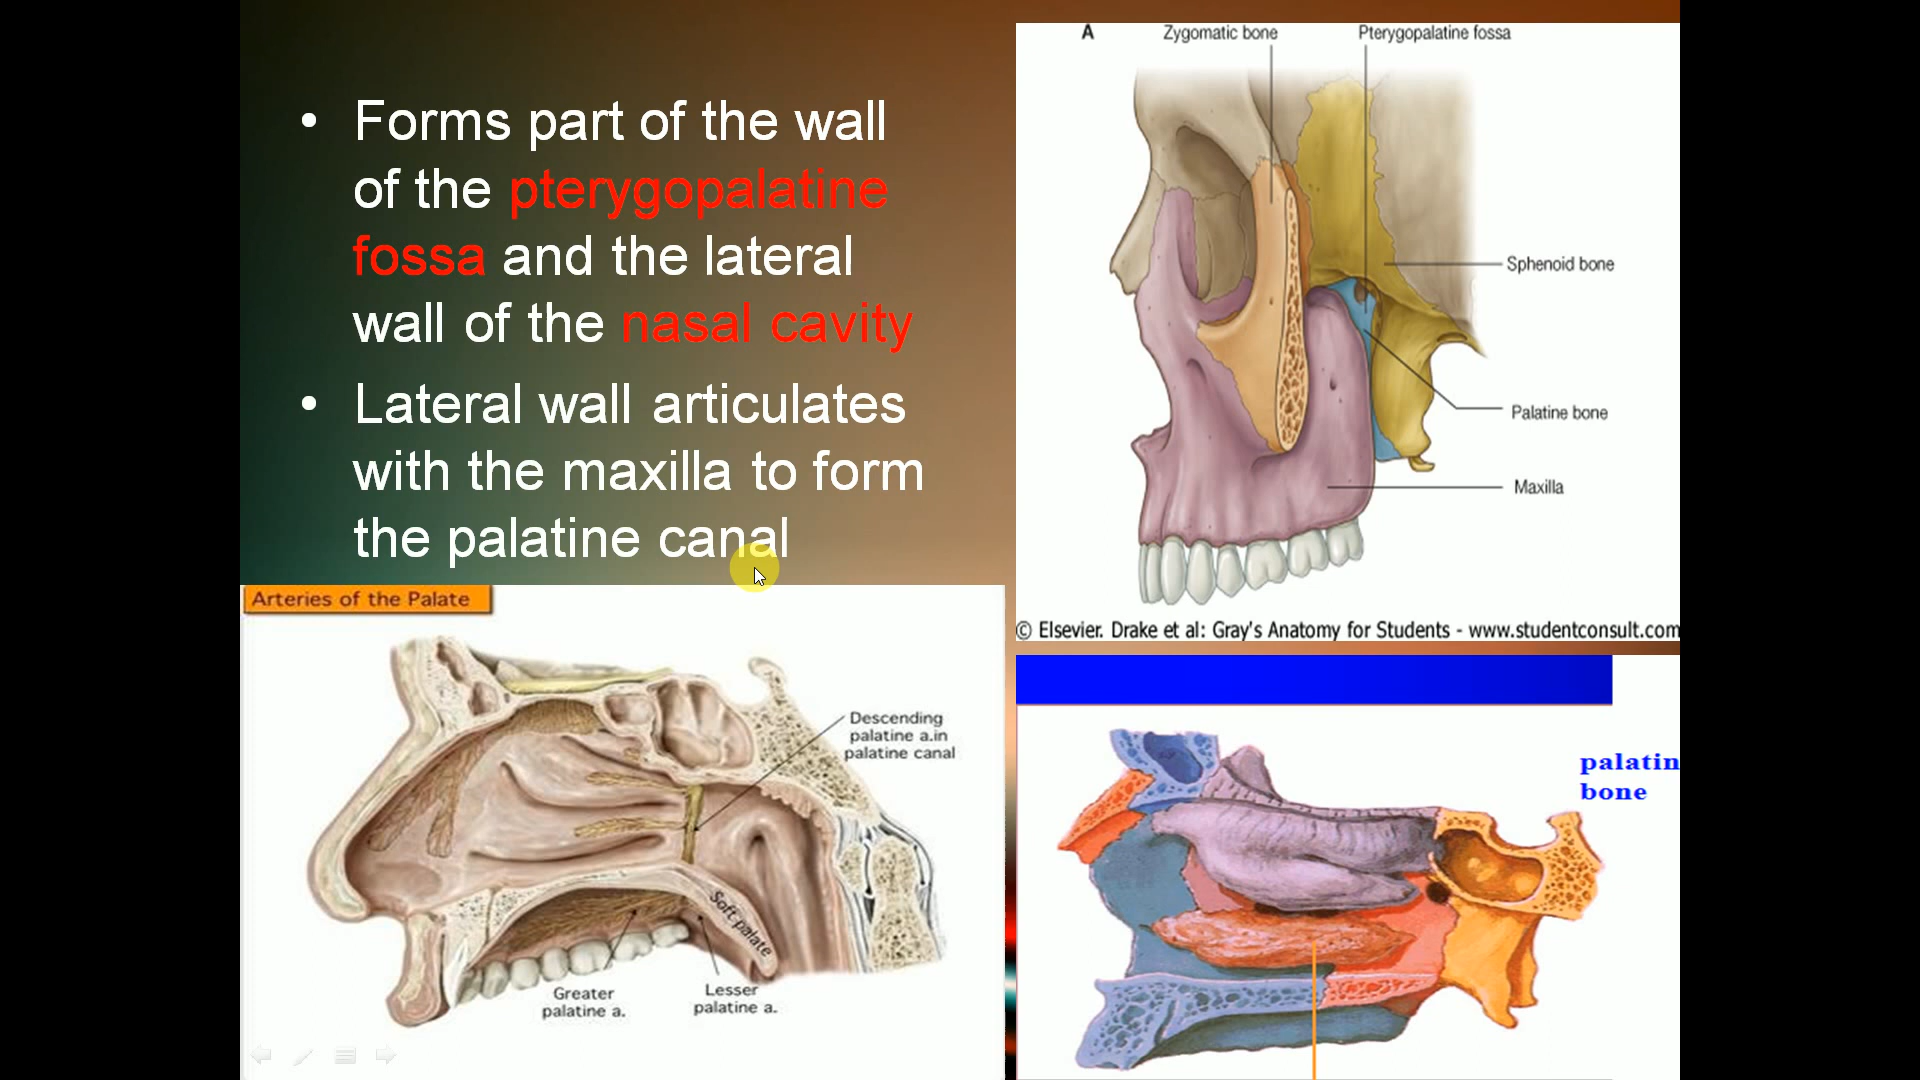 • Forms part of the wall
of the pterygopalatine
fossa and the lateral
wall of the nasal cavity
• Lateral wall articulates
with the maxilla to form
the palatine canal
A
Zygomatic bone
Pterygopalatine fossa
Sphenoid bone
Palatine bone
Maxilla
© Elsevier. Drake et al: Gray's Anatomy for Students - www.studentconsult.com
Arteries of the Palate
Descending
palatine a.in
palatine canal
Soft palate
Greater
palatine a.
Lesser
palatine a.
palatin
bone